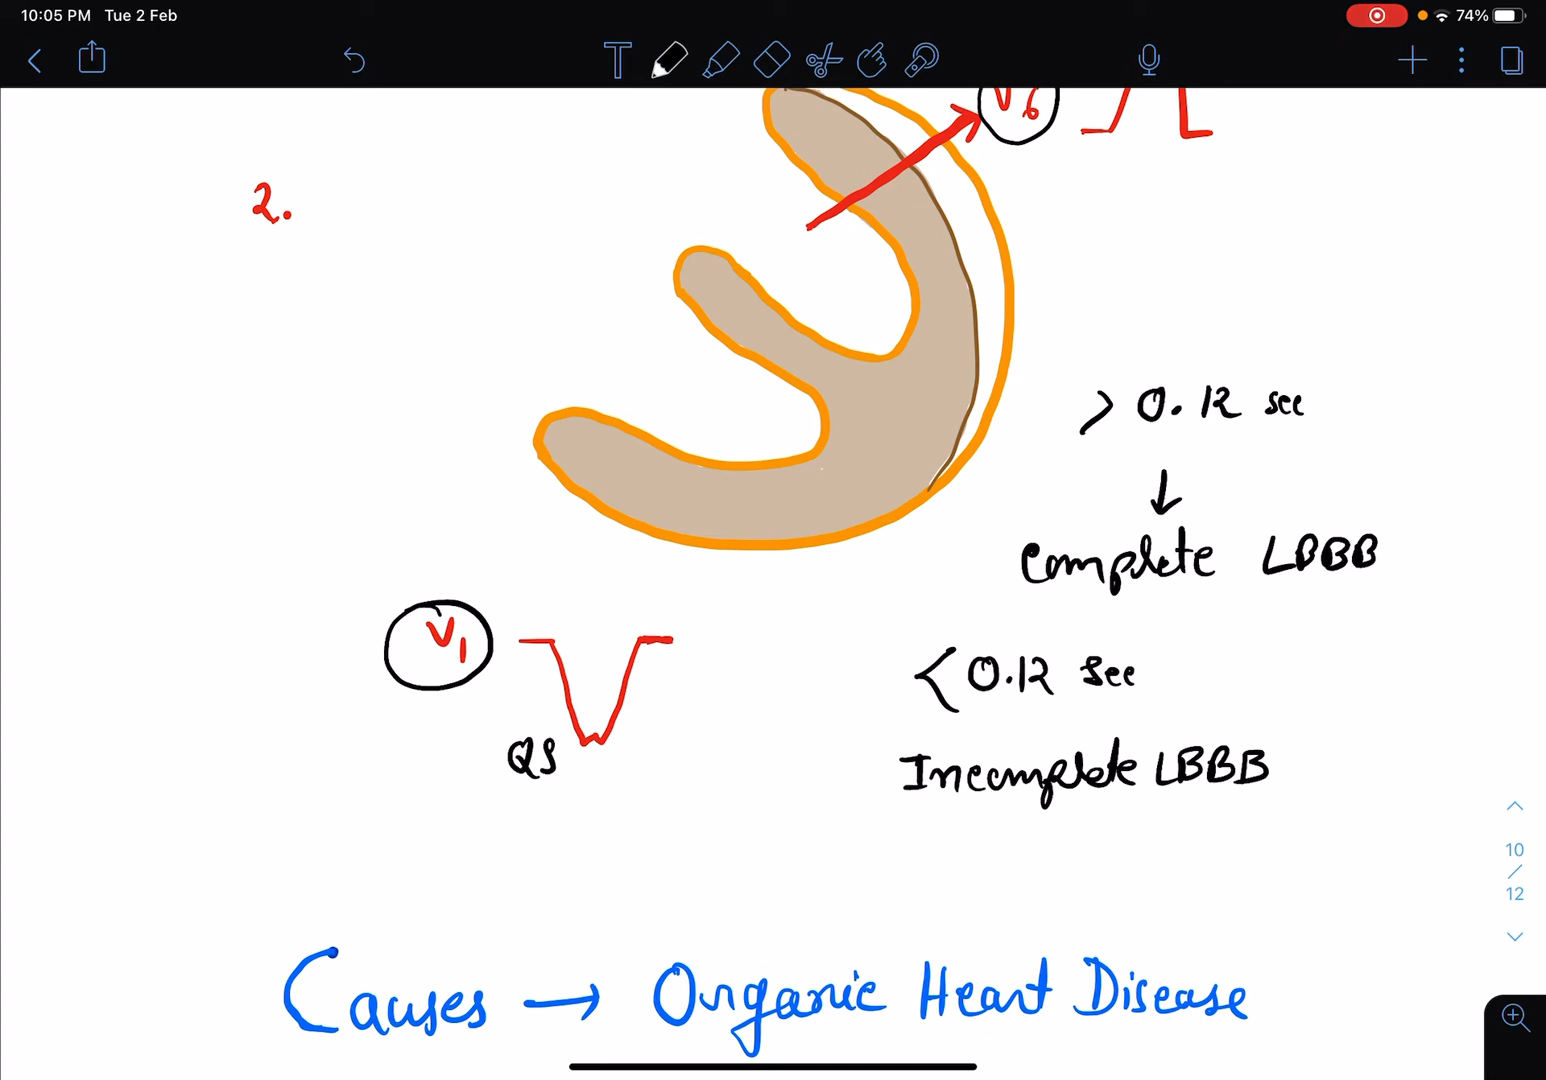 10:05 PM Tue 2 Feb
74%
V6
2.
> 0.12 sec
↓
Complete LBBB
V1
< 0.12 sec
QS
Incomplete LBBB
10
/
12
Causes → Organic Heart Disease